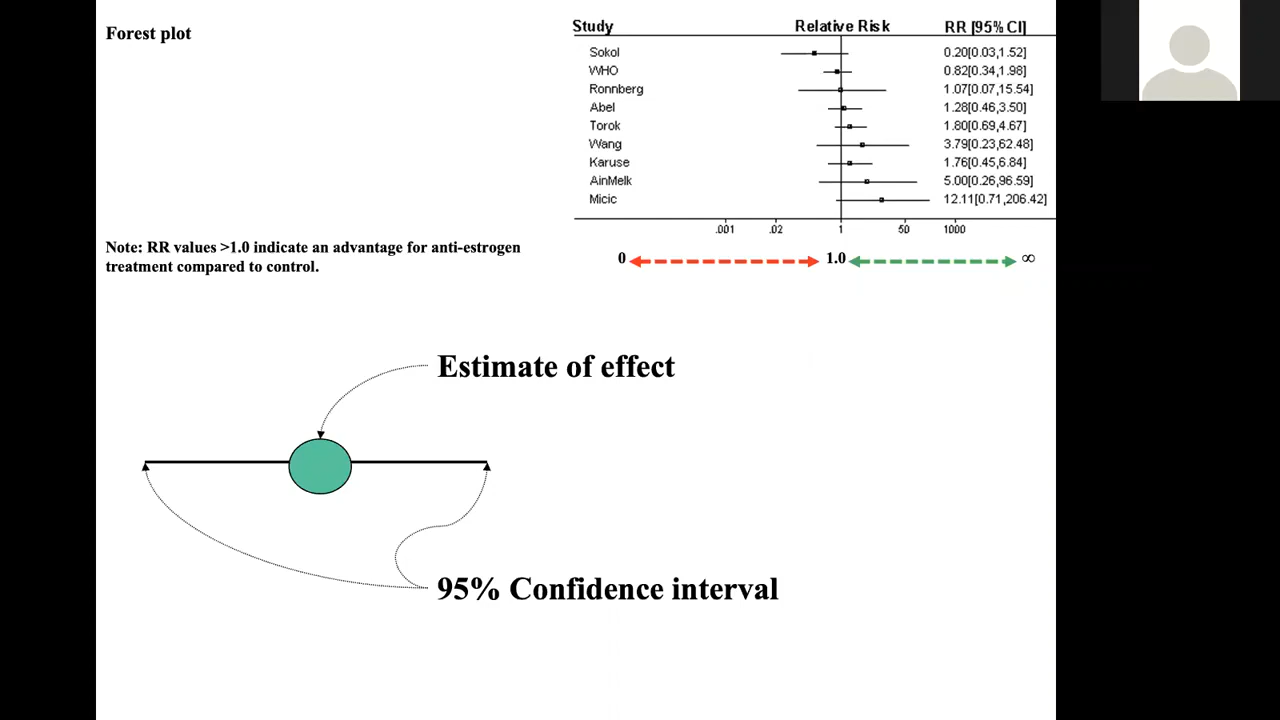 Forest plot
Study Relative Risk RR [95% CI]
Sokol 0.20[0.03,1.52]
WHO 0.82[0.34,1.98]
Ronnberg 1.07[0.07,15.54]
Abel 1.28[0.46,3.50]
Torok 1.80[0.69,4.67]
Wang 3.79[0.23,62.48]
Karuse 1.76[0.45,6.84]
AinMelk 5.00[0.26,96.59]
Micic 12.11[0.71,206.42]
.001 .02 1 50 1000
0 1.0 ∞
Note: RR values >1.0 indicate an advantage for anti-estrogen
treatment compared to control.
Estimate of effect
95% Confidence interval